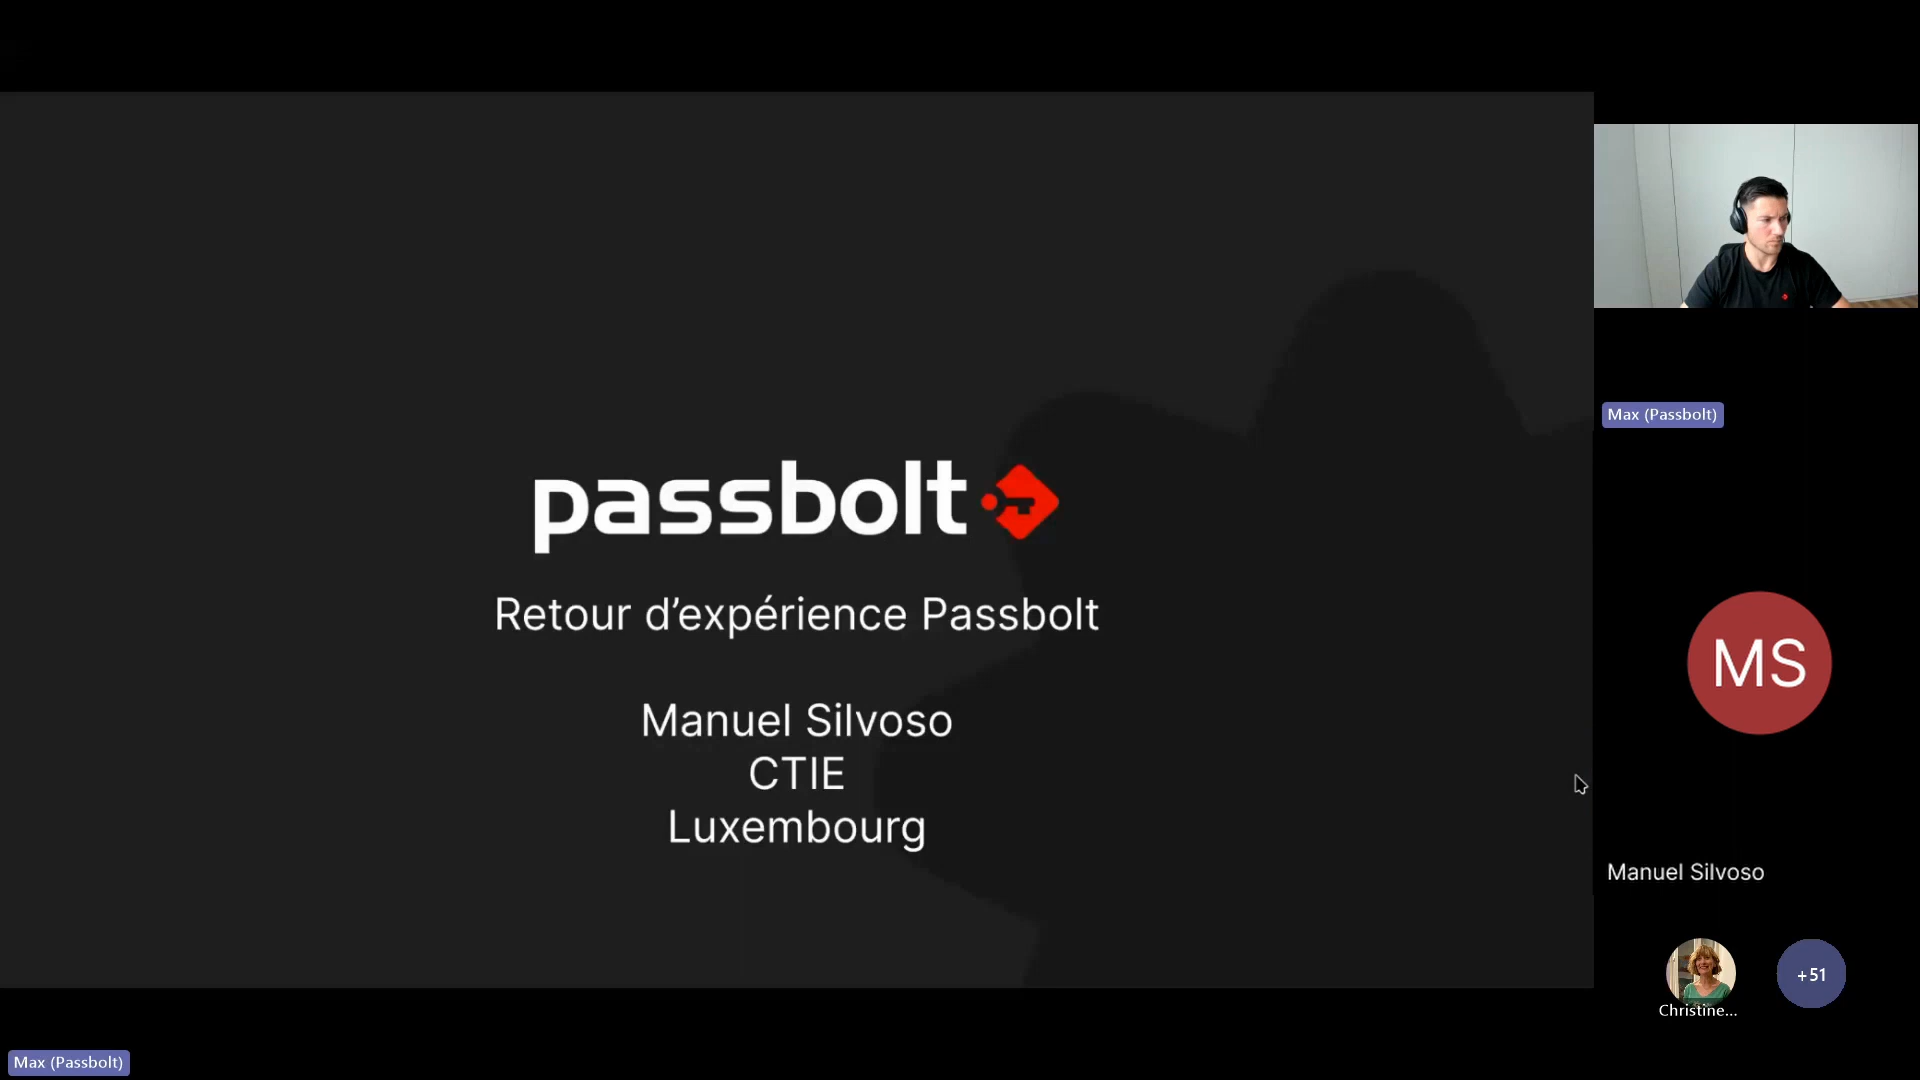 passbolt
Retour d’expérience Passbolt
Manuel Silvoso
CTIE
Luxembourg
Max (Passbolt)
MS
Manuel Silvoso
Christine...
+51
Max (Passbolt)